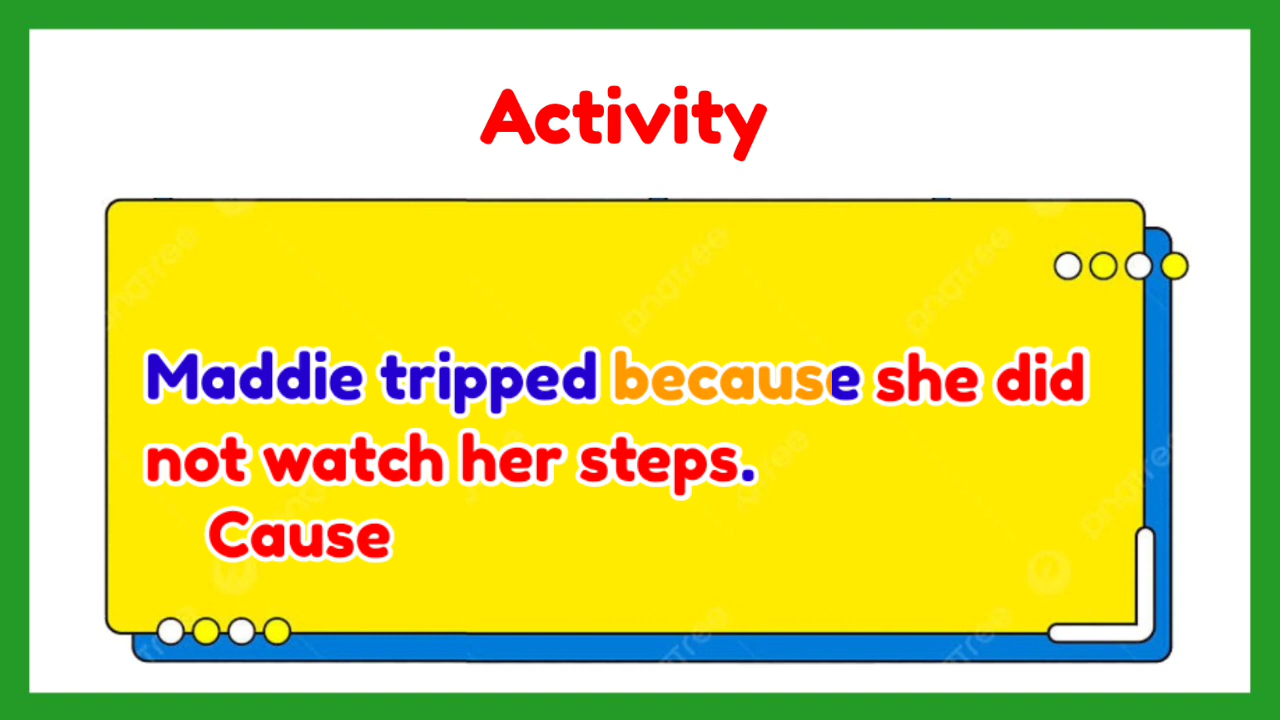 Activity
Maddie tripped because she did
not watch her steps.
Cause